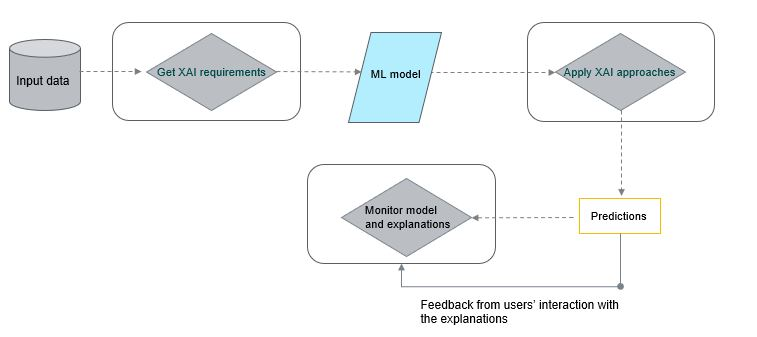 Input data
Get XAI requirements
ML model
Apply XAI approaches
Monitor model
and explanations
Predictions
Feedback from users’ interaction with
the explanations